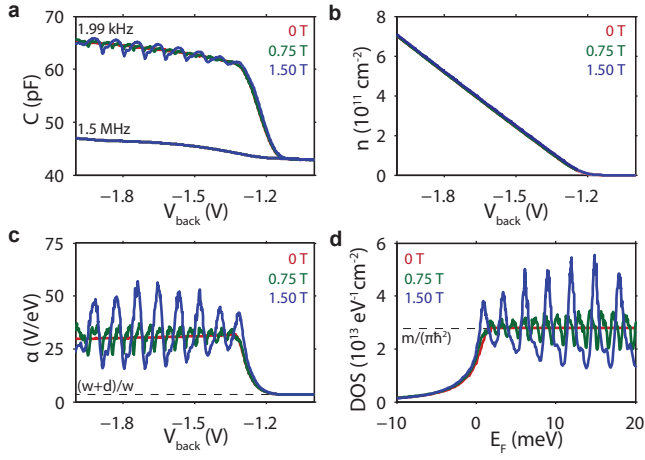 a
70
60
50
40
C (pF)
1.99 kHz
1.5 MHz
0 T
0.75 T
1.50 T
−1.8
−1.5
−1.2
V_back (V)
b
8
6
4
2
0
n (10^11 cm^-2)
0 T
0.75 T
1.50 T
−1.8
−1.5
−1.2
V_back (V)
c
75
50
25
0
α (V/eV)
(w+d)/w
0 T
0.75 T
1.50 T
−1.8
−1.5
−1.2
V_back (V)
d
6
5
4
3
2
1
0
DOS (10^13 eV^-1cm^-2)
0 T
0.75 T
1.50 T
m/(πħ²)
−10
0
10
20
E_F (meV)